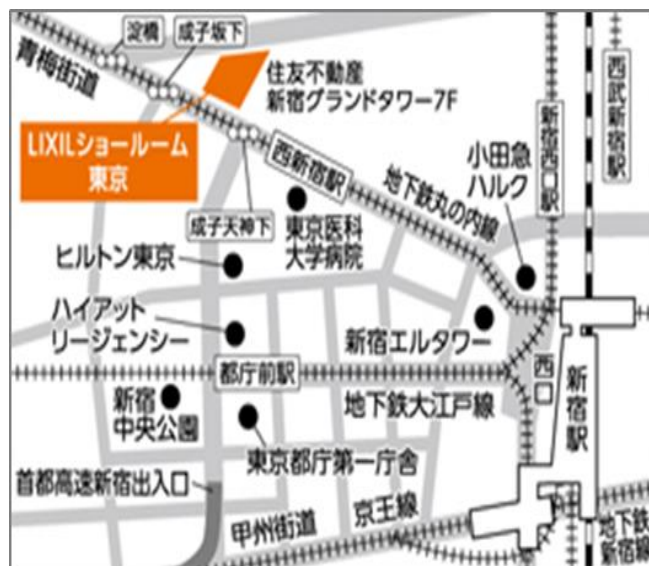 淀橋
成子坂下
青梅街道
住友不動産
新宿グランドタワー7F
LIXILショールーム
東京
西新宿駅
成子天神下
東京医科
大学病院
地下鉄丸の内線
小田急
ハルク
新宿西口駅
西武新宿駅
ヒルトン東京
ハイアット
リージェンシー
新宿エルタワー
都庁前駅
地下鉄大江戸線
西口
新宿駅
新宿
中央公園
東京都庁第一庁舎
首都高速新宿出入口
甲州街道
京王線
地下鉄
新宿線